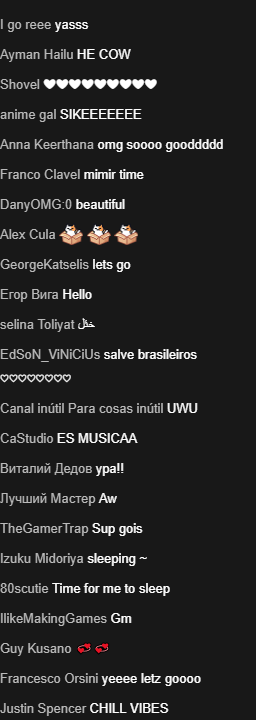 I go reee yasss
Ayman Hailu HE COW
Shovel 🤍🤍🤍🤍🤍🤍🤍🤍🤍
anime gal SIKEEEEEEE
Anna Keerthana omg soooo gooddddd
Franco Clavel mimir time
DanyOMG:0 beautiful
Alex Cula
GeorgeKatselis lets go
Егор Вига Hello
selina Toliyat
EdSoN_ViNiCiUs salve brasileiros
♡♡♡♡♡♡♡♡
Canal inútil Para cosas inútil UWU
CaStudio ES MUSICAA
Виталий Дедов ура!!
Лучший Мастер Aw
TheGamerTrap Sup gois
Izuku Midoriya sleeping ~
80scutie Time for me to sleep
IlikeMakingGames Gm
Guy Kusano
Francesco Orsini yeeee letz goooo
Justin Spencer CHILL VIBES